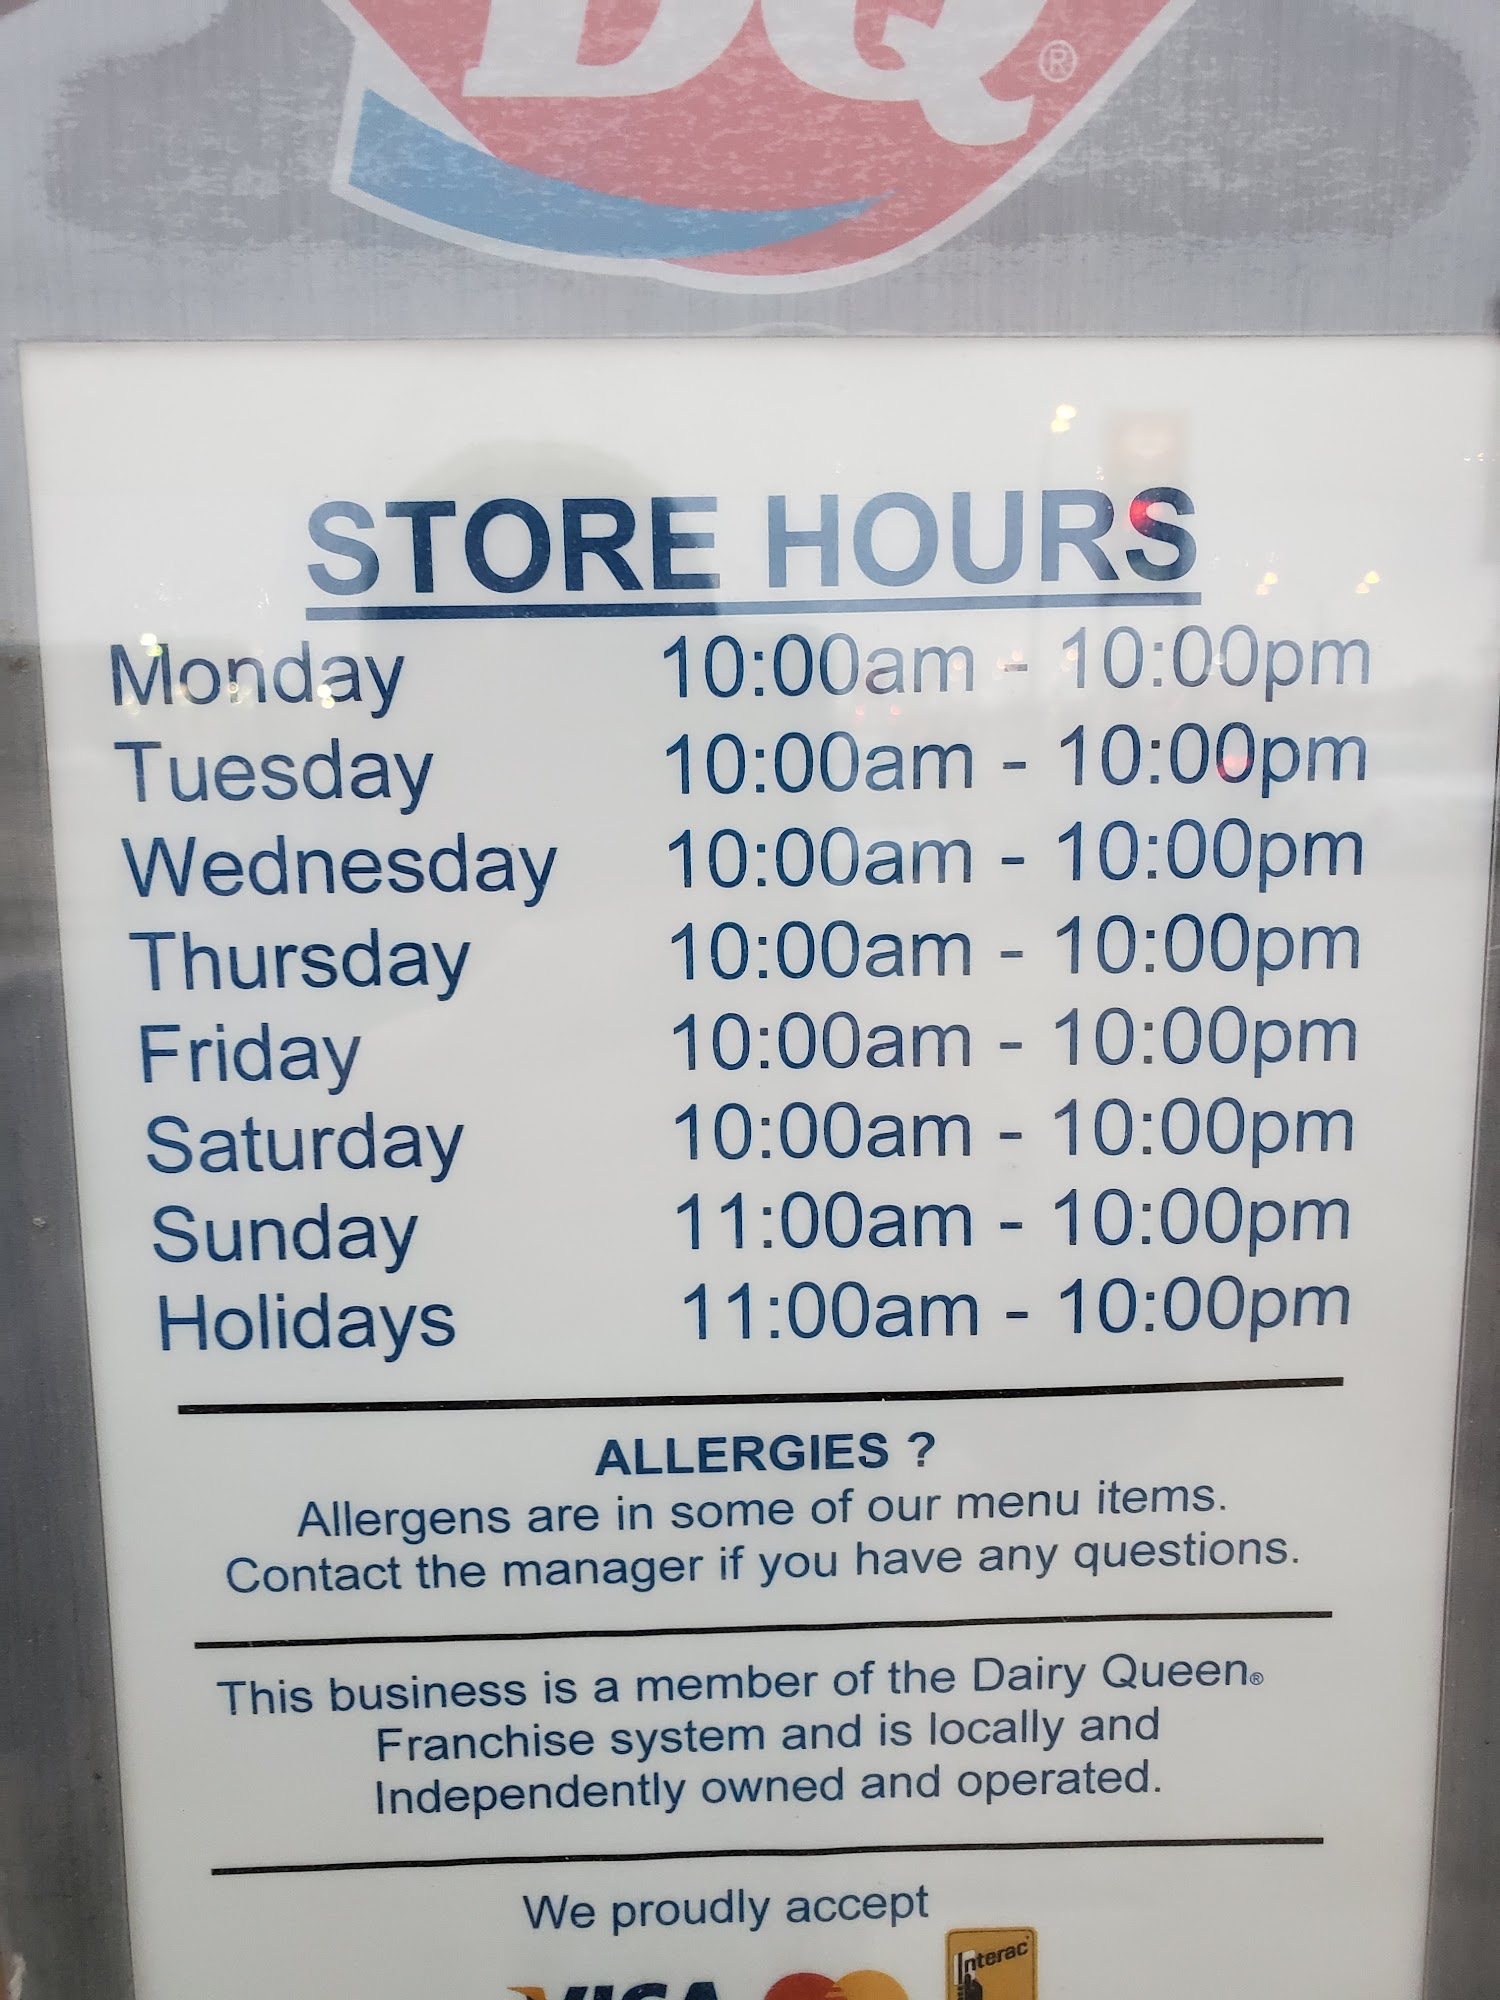 DQ®
STORE HOURS
Monday 10:00am - 10:00pm
Tuesday 10:00am - 10:00pm
Wednesday 10:00am - 10:00pm
Thursday 10:00am - 10:00pm
Friday 10:00am - 10:00pm
Saturday 10:00am - 10:00pm
Sunday 11:00am - 10:00pm
Holidays 11:00am - 10:00pm
ALLERGIES ?
Allergens are in some of our menu items.
Contact the manager if you have any questions.
This business is a member of the Dairy Queen®
Franchise system and is locally and
Independently owned and operated.
We proudly accept
VISA Interac